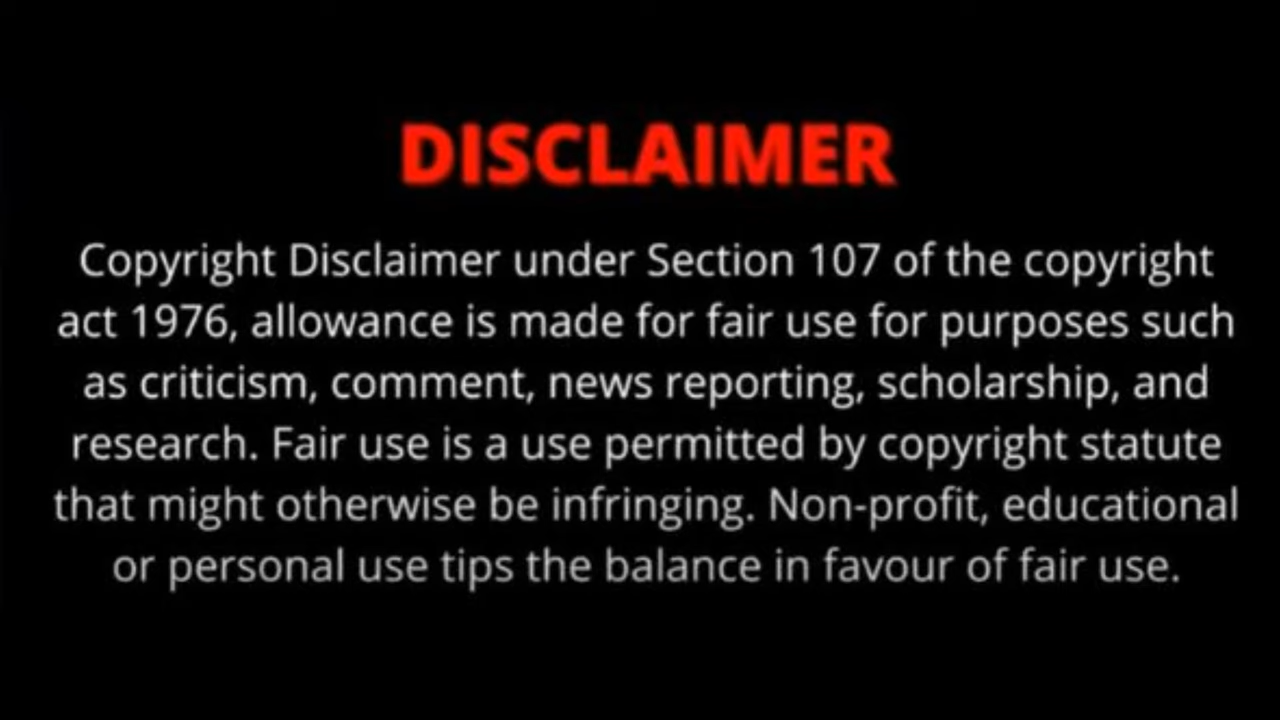 DISCLAIMER
Copyright Disclaimer under Section 107 of the copyright
act 1976, allowance is made for fair use for purposes such
as criticism, comment, news reporting, scholarship, and
research. Fair use is a use permitted by copyright statute
that might otherwise be infringing. Non-profit, educational
or personal use tips the balance in favour of fair use.